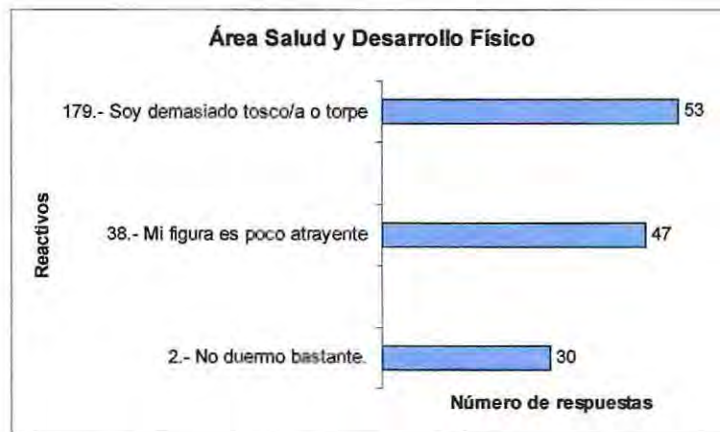 Área Salud y Desarrollo Físico
Reactivos
179.- Soy demasiado tosco/a o torpe
53
38.- Mi figura es poco atrayente
47
2.- No duermo bastante.
30
Número de respuestas